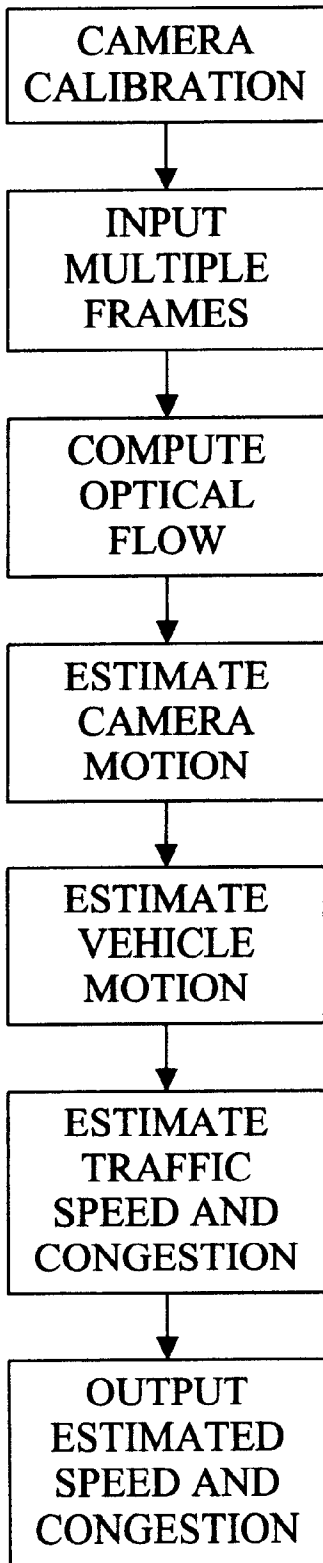 CAMERA
CALIBRATION
INPUT
MULTIPLE
FRAMES
COMPUTE
OPTICAL
FLOW
ESTIMATE
CAMERA
MOTION
ESTIMATE
VEHICLE
MOTION
ESTIMATE
TRAFFIC
SPEED AND
CONGESTION
OUTPUT
ESTIMATED
SPEED AND
CONGESTION